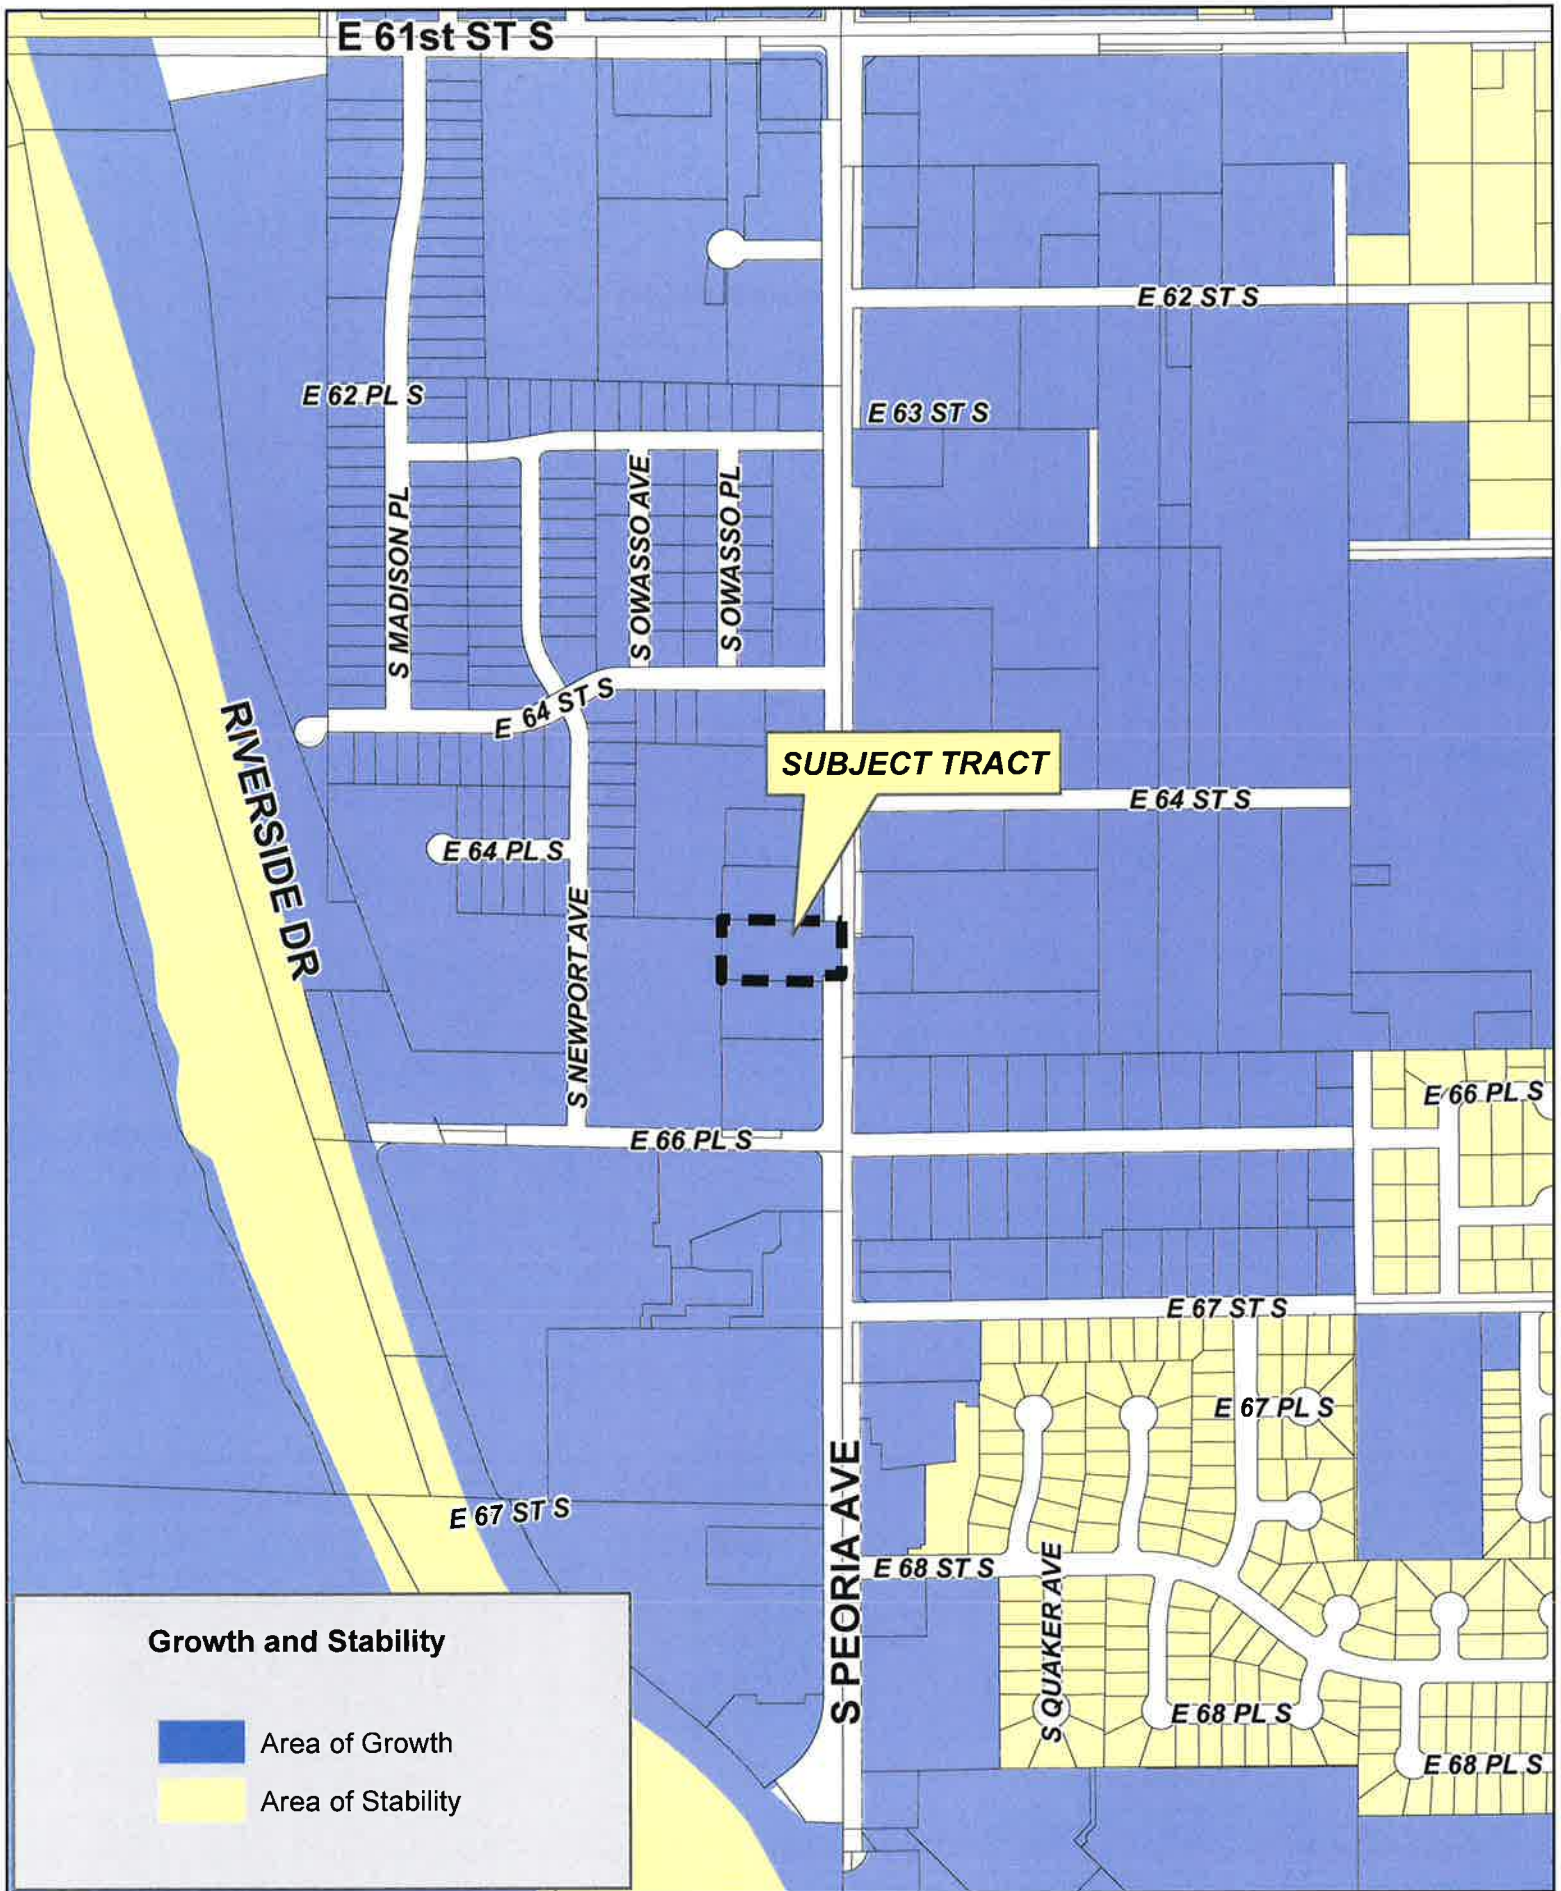 E 61st ST S
E 62 ST S
E 62 PL S
E 63 ST S
S MADISON PL
S OWASSO AVE
S OWASSO PL
E 64 ST S
RIVERSIDE DR
SUBJECT TRACT
E 64 ST S
E 64 PL S
S NEWPORT AVE
E 66 PL S
E 66 PL S
E 67 ST S
E 67 PL S
E 67 ST S
S PEORIA AVE
E 68 ST S
S QUAKER AVE
E 68 PL S
E 68 PL S
Growth and Stability
Area of Growth
Area of Stability